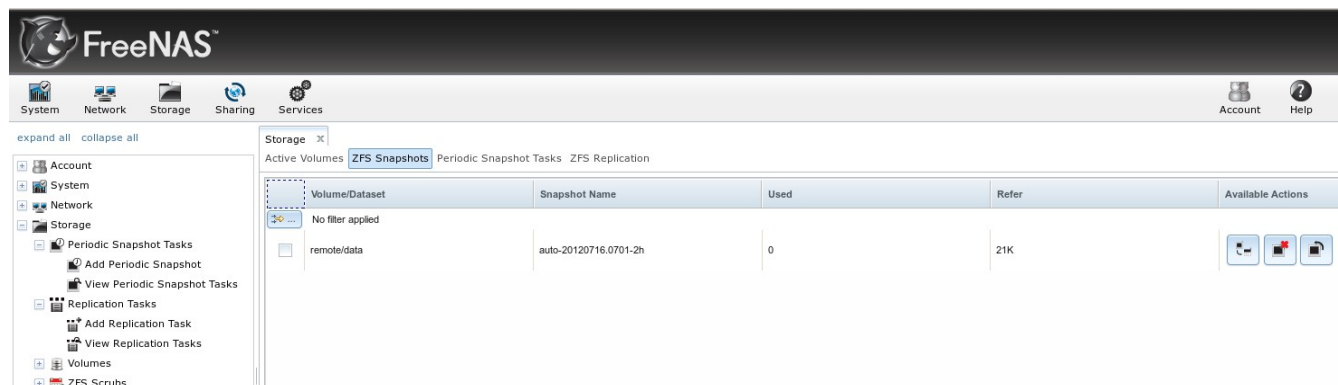 FreeNAS™
System Network Storage Sharing Services Account Help
expand all collapse all
Account
System
Network
Storage
Periodic Snapshot Tasks
Add Periodic Snapshot
View Periodic Snapshot Tasks
Replication Tasks
Add Replication Task
View Replication Tasks
Volumes
ZFS Scrubs
Storage x
Active Volumes ZFS Snapshots Periodic Snapshot Tasks ZFS Replication
Volume/Dataset Snapshot Name Used Refer Available Actions
... No filter applied
remote/data auto-20120716.0701-2h 0 21K